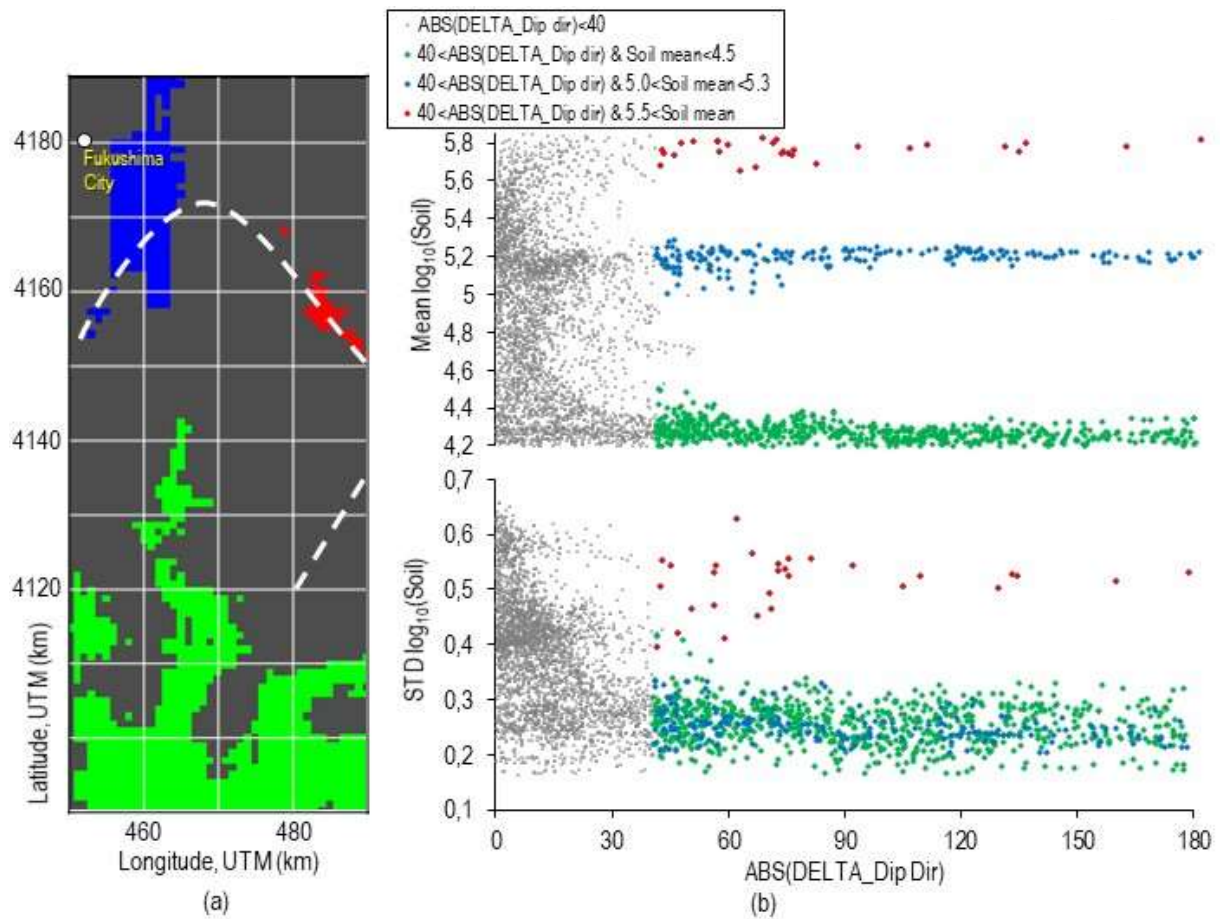 ABS(DELTA_Dip dir)<40
40<ABS(DELTA_Dip dir) & Soil mean<4.5
40<ABS(DELTA_Dip dir) & 5.0<Soil mean<5.3
40<ABS(DELTA_Dip dir) & 5.5<Soil mean
4180
4160
4140
4120
Latitude, UTM (km)
Fukushima
City
460
480
Longitude, UTM (km)
(a)
5,8
5,6
5,4
5,2
5
4,8
4,6
4,4
4,2
Mean log10(Soil)
0,7
0,6
0,5
0,4
0,3
0,2
0,1
STD log10(Soil)
0
30
60
90
120
150
180
ABS(DELTA_Dip Dir)
(b)